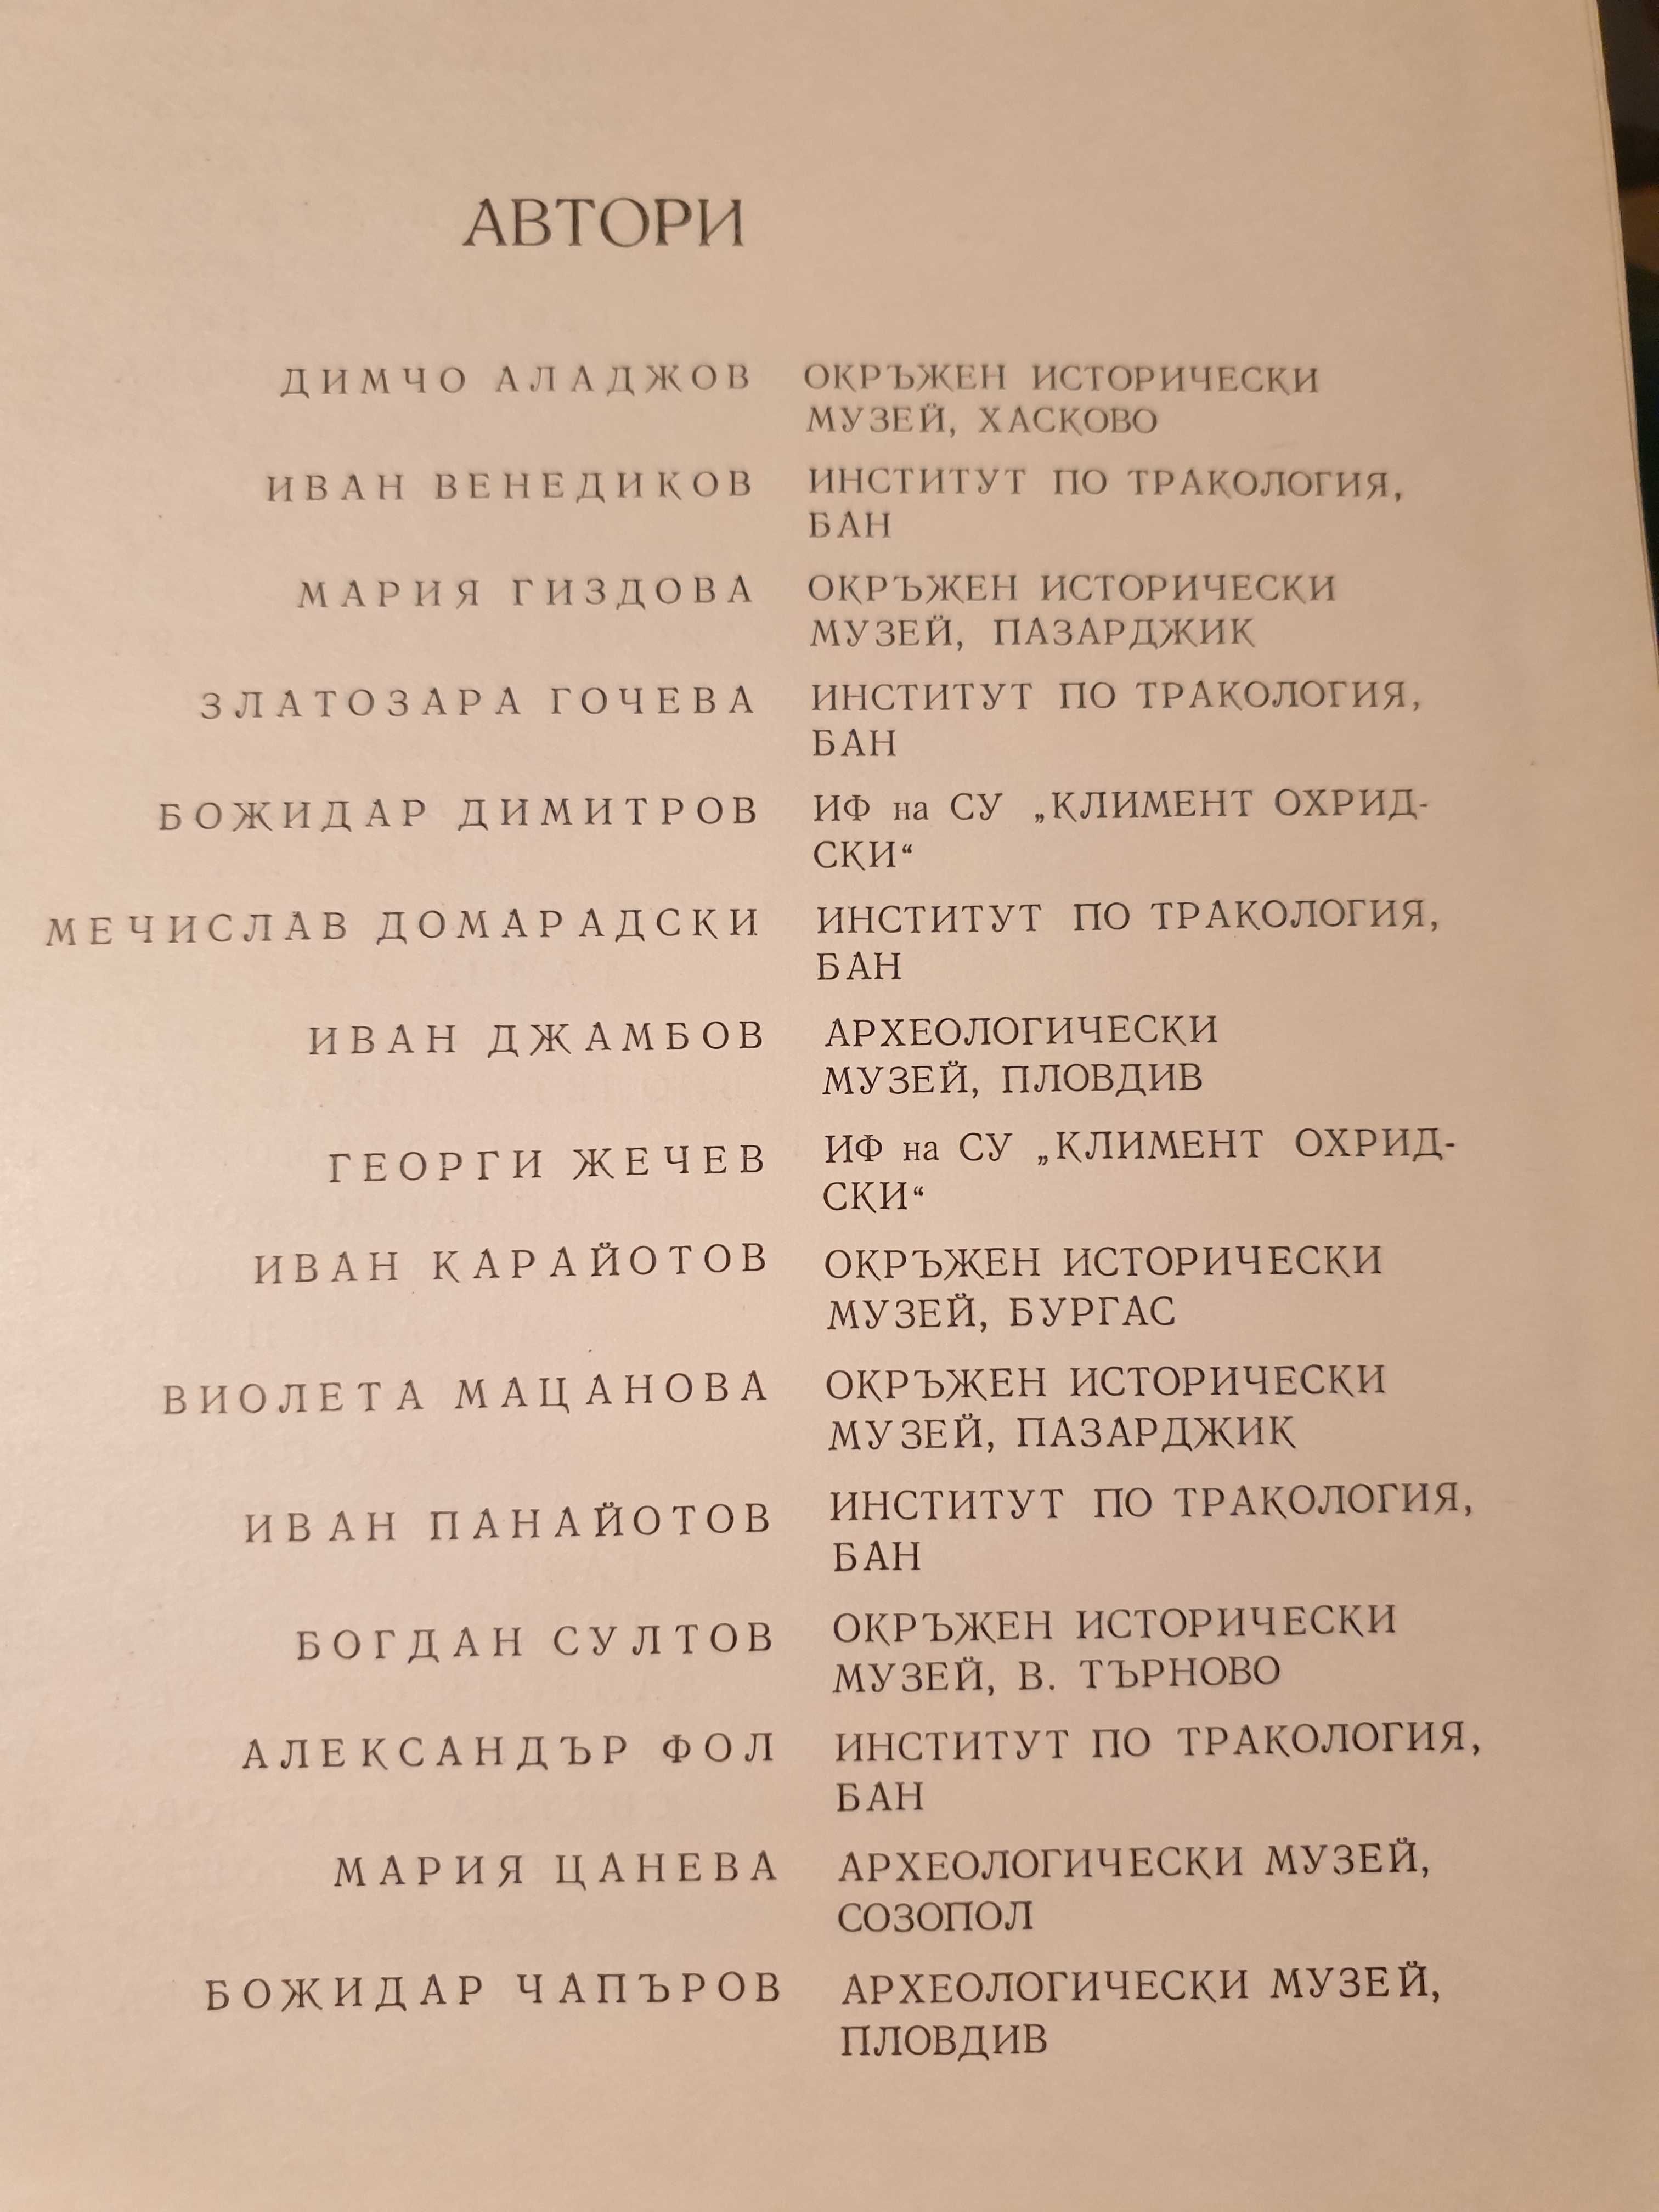 АВТОРИ
ДИМЧО АЛАДЖОВ ОКРЪЖЕН ИСТОРИЧЕСКИ
МУЗЕЙ, ХАСКОВО
ИВАН ВЕНЕДИКОВ ИНСТИТУТ ПО ТРАКОЛОГИЯ,
БАН
МАРИЯ ГИЗДОВА ОКРЪЖЕН ИСТОРИЧЕСКИ
МУЗЕЙ, ПАЗАРДЖИК
ЗЛАТОЗАРА ГОЧЕВА ИНСТИТУТ ПО ТРАКОЛОГИЯ,
БАН
БОЖИДАР ДИМИТРОВ ИФ на СУ „КЛИМЕНТ ОХРИД-
СКИ“
МЕЧИСЛАВ ДОМАРАДСКИ ИНСТИТУТ ПО ТРАКОЛОГИЯ,
БАН
ИВАН ДЖАМБОВ АРХЕОЛОГИЧЕСКИ
МУЗЕЙ, ПЛОВДИВ
ГЕОРГИ ЖЕЧЕВ ИФ на СУ „КЛИМЕНТ ОХРИД-
СКИ“
ИВАН КАРАЙОТОВ ОКРЪЖЕН ИСТОРИЧЕСКИ
МУЗЕЙ, БУРГАС
ВИОЛЕТА МАЦАНОВА ОКРЪЖЕН ИСТОРИЧЕСКИ
МУЗЕЙ, ПАЗАРДЖИК
ИВАН ПАНАЙОТОВ ИНСТИТУТ ПО ТРАКОЛОГИЯ,
БАН
БОГДАН СУЛТОВ ОКРЪЖЕН ИСТОРИЧЕСКИ
МУЗЕЙ, В. ТЪРНОВО
АЛЕКСАНДЪР ФОЛ ИНСТИТУТ ПО ТРАКОЛОГИЯ,
БАН
МАРИЯ ЦАНЕВА АРХЕОЛОГИЧЕСКИ МУЗЕЙ,
СОЗОПОЛ
БОЖИДАР ЧАПЪРОВ АРХЕОЛОГИЧЕСКИ МУЗЕЙ,
ПЛОВДИВ